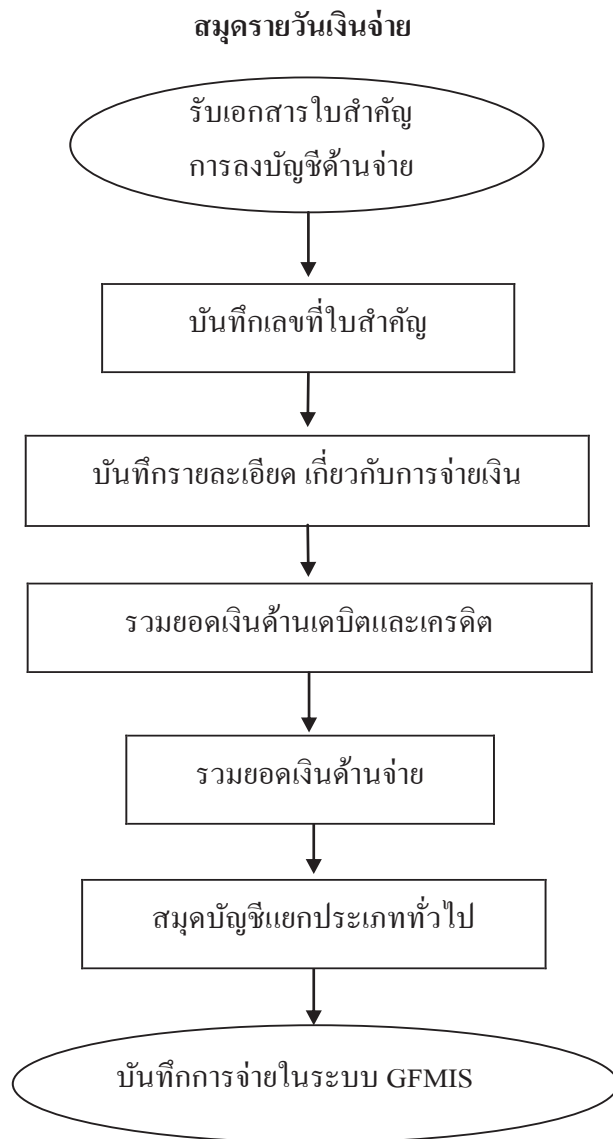 สมุดรายวันเงินจ่าย
รับเอกสารใบสำคัญ
การลงบัญชีด้านจ่าย
บันทึกเลขที่ใบสำคัญ
บันทึกรายละเอียด เกี่ยวกับการจ่ายเงิน
รวมยอดเงินด้านเดบิตและเครดิต
รวมยอดเงินด้านจ่าย
สมุดบัญชีแยกประเภททั่วไป
บันทึกการจ่ายในระบบ GFMIS